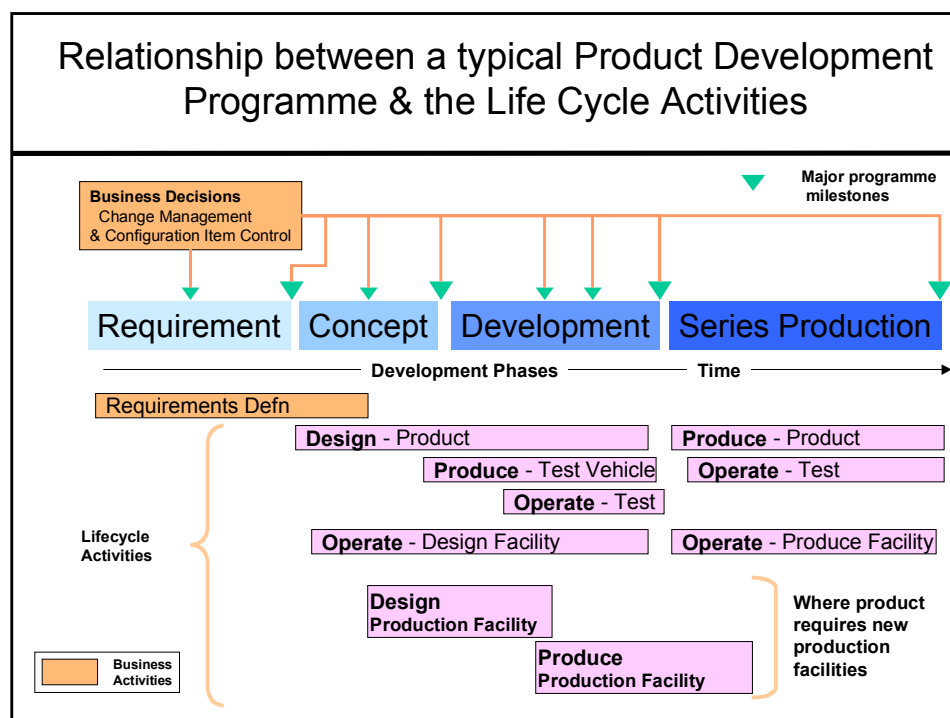 Relationship between a typical Product Development
Programme & the Life Cycle Activities
Business Decisions
Change Management
& Configuration Item Control
Major programme
milestones
Requirement
Concept
Development
Series Production
Development Phases
Time
Requirements Defn
Design - Product
Produce - Product
Produce - Test Vehicle
Operate - Test
Operate - Test
Lifecycle
Activities
Operate - Design Facility
Operate - Produce Facility
Design
Production Facility
Where product
requires new
production
facilities
Produce
Production Facility
Business
Activities